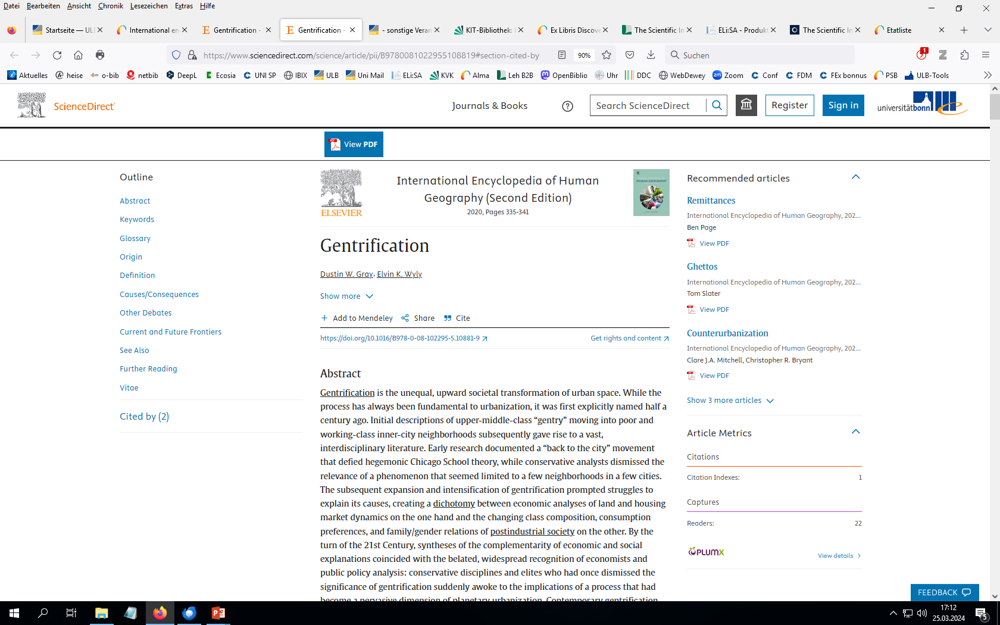 Datei Bearbeiten Ansicht Chronik Lesezeichen Extras Hilfe
Startseite — ULB
International en
Gentrification -
Gentrification -
- sonstige Veran
KIT-Bibliothek:
Ex Libris Discove
The Scientific In
ELi:SA - Produkt
The Scientific In
Etatliste
https://www.sciencedirect.com/science/article/pii/B9780081022955108819#section-cited-by
90%
Suchen
1
Aktuelles heise o-bib netbib DeepL Ecosia UNI SP IBIX ULB Uni Mail ELi:SA KVK Alma Leh B2B OpenBiblio Uhr DDC WebDewey Zoom Conf FDM FEx bonnus PSB ULB-Tools
ScienceDirect
Journals & Books
Search ScienceDirect
Register
Sign in
universitätbonn
View PDF
Outline
Abstract
Keywords
Glossary
Origin
Definition
Causes/Consequences
Other Debates
Current and Future Frontiers
See Also
Further Reading
Vitae
Cited by (2)
ELSEVIER
International Encyclopedia of Human
Geography (Second Edition)
2020, Pages 335-341
HUMAN GEOGRAPHY
Gentrification
Dustin W. Gray, Elvin K. Wyly
Show more
Add to Mendeley Share Cite
https://doi.org/10.1016/B978-0-08-102295-5.10881-9
Get rights and content
Abstract
Gentrification is the unequal, upward societal transformation of urban space. While the
process has always been fundamental to urbanization, it was first explicitly named half a
century ago. Initial descriptions of upper-middle-class “gentry” moving into poor and
working-class inner-city neighborhoods subsequently gave rise to a vast,
interdisciplinary literature. Early research documented a “back to the city” movement
that defied hegemonic Chicago School theory, while conservative analysts dismissed the
relevance of a phenomenon that seemed limited to a few neighborhoods in a few cities.
The subsequent expansion and intensification of gentrification prompted struggles to
explain its causes, creating a dichotomy between economic analyses of land and housing
market dynamics on the one hand and the changing class composition, consumption
preferences, and family/gender relations of postindustrial society on the other. By the
turn of the 21st Century, syntheses of the complementarity of economic and social
explanations coincided with the belated, widespread recognition of economists and
public policy analysis: conservative disciplines and elites who had once dismissed the
significance of gentrification suddenly awoke to the implications of a process that had
become a pervasive dimension of planetary urbanization. Contemporary gentrification
Recommended articles
Remittances
International Encyclopedia of Human Geography, 202...
Ben Page
View PDF
Ghettos
International Encyclopedia of Human Geography, 202...
Tom Slater
View PDF
Counterurbanization
International Encyclopedia of Human Geography, 202...
Clare J.A. Mitchell, Christopher R. Bryant
View PDF
Show 3 more articles
Article Metrics
Citations
Citation Indexes: 1
Captures
Readers: 22
PLUMX
View details
FEEDBACK
17:12
25.03.2024
5